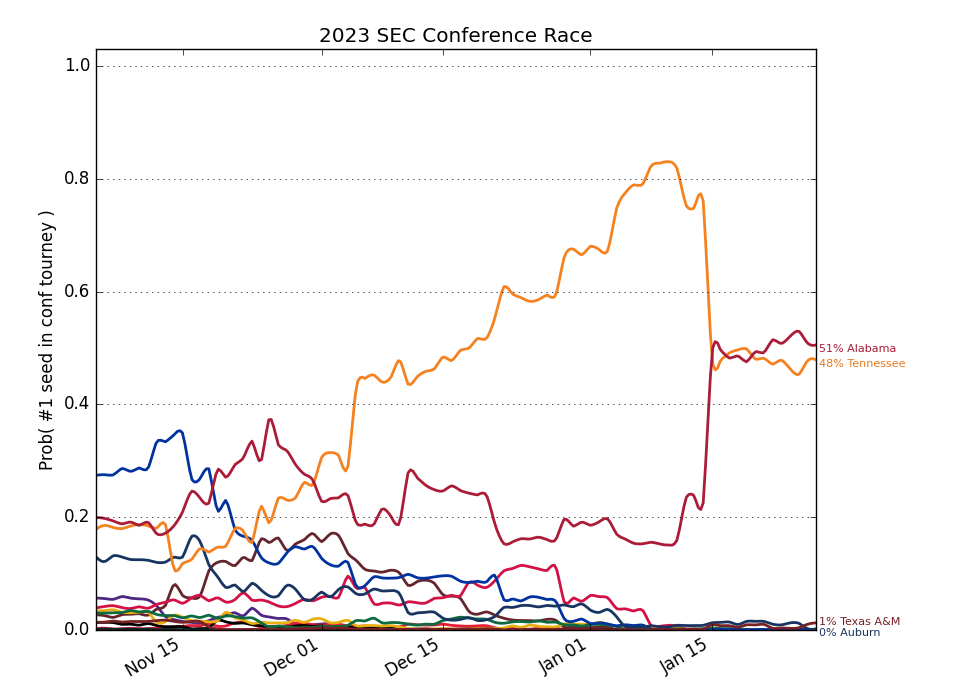 2023 SEC Conference Race
Prob( #1 seed in conf tourney )
1.0
0.8
0.6
0.4
0.2
0.0
Nov 15
Dec 01
Dec 15
Jan 01
Jan 15
51% Alabama
48% Tennessee
1% Texas A&M
0% Auburn